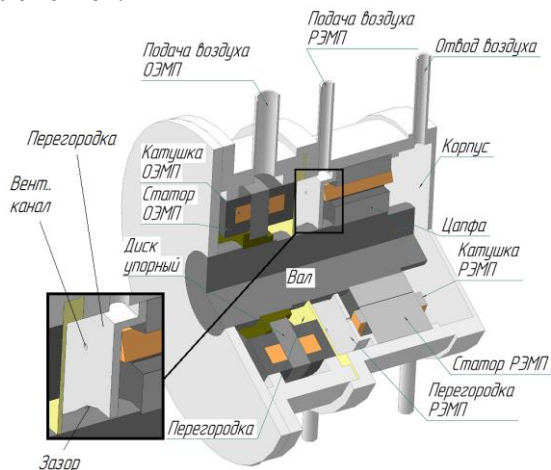 Подача воздуха
РЭМП
Подача воздуха
ОЭМП
Отвод воздуха
Перегородка
Катушка
ОЭМП
Корпус
Вент.
канал
Статор
ОЭМП
Цапфа
Диск
упорный
Вал
Катушка
РЭМП
Статор РЭМП
Перегородка
Перегородка
РЭМП
Зазор